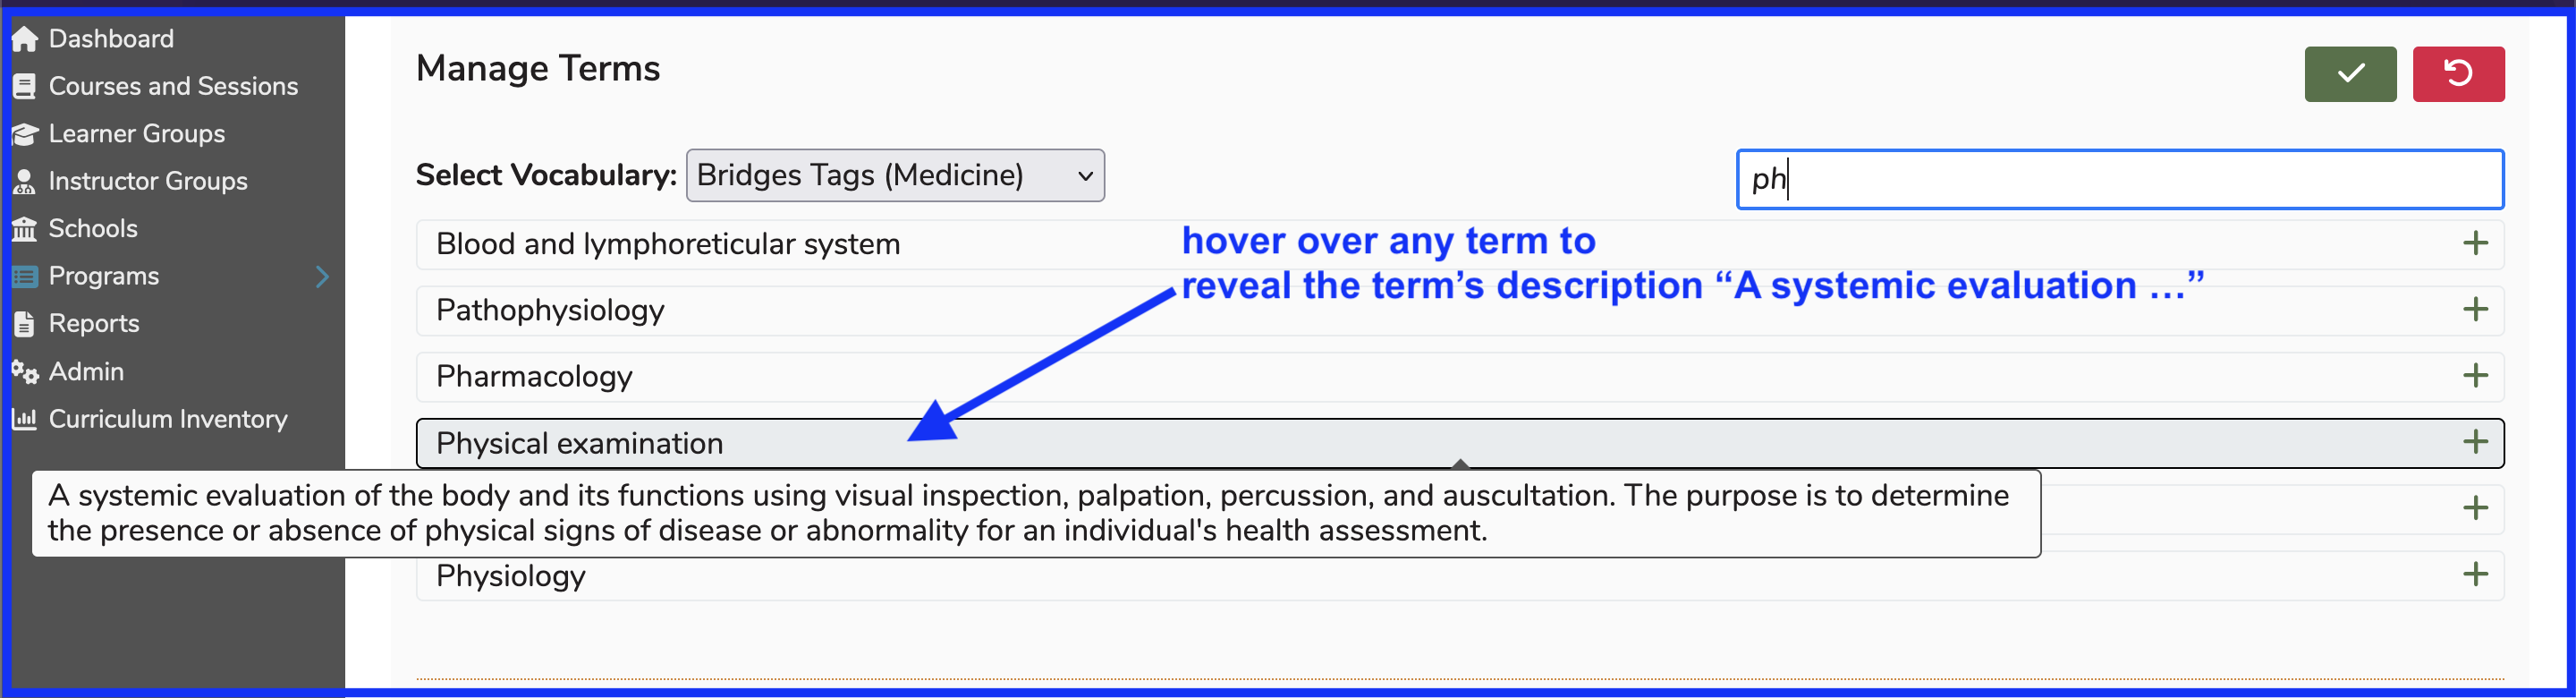 Dashboard
Courses and Sessions
Learner Groups
Instructor Groups
Schools
Programs
Reports
Admin
Curriculum Inventory
Manage Terms
Select Vocabulary: Bridges Tags (Medicine)
ph
Blood and lymphoreticular system
hover over any term to
reveal the term’s description “A systemic evaluation ...”
Pathophysiology
Pharmacology
Physical examination
A systemic evaluation of the body and its functions using visual inspection, palpation, percussion, and auscultation. The purpose is to determine
the presence or absence of physical signs of disease or abnormality for an individual's health assessment.
Physiology